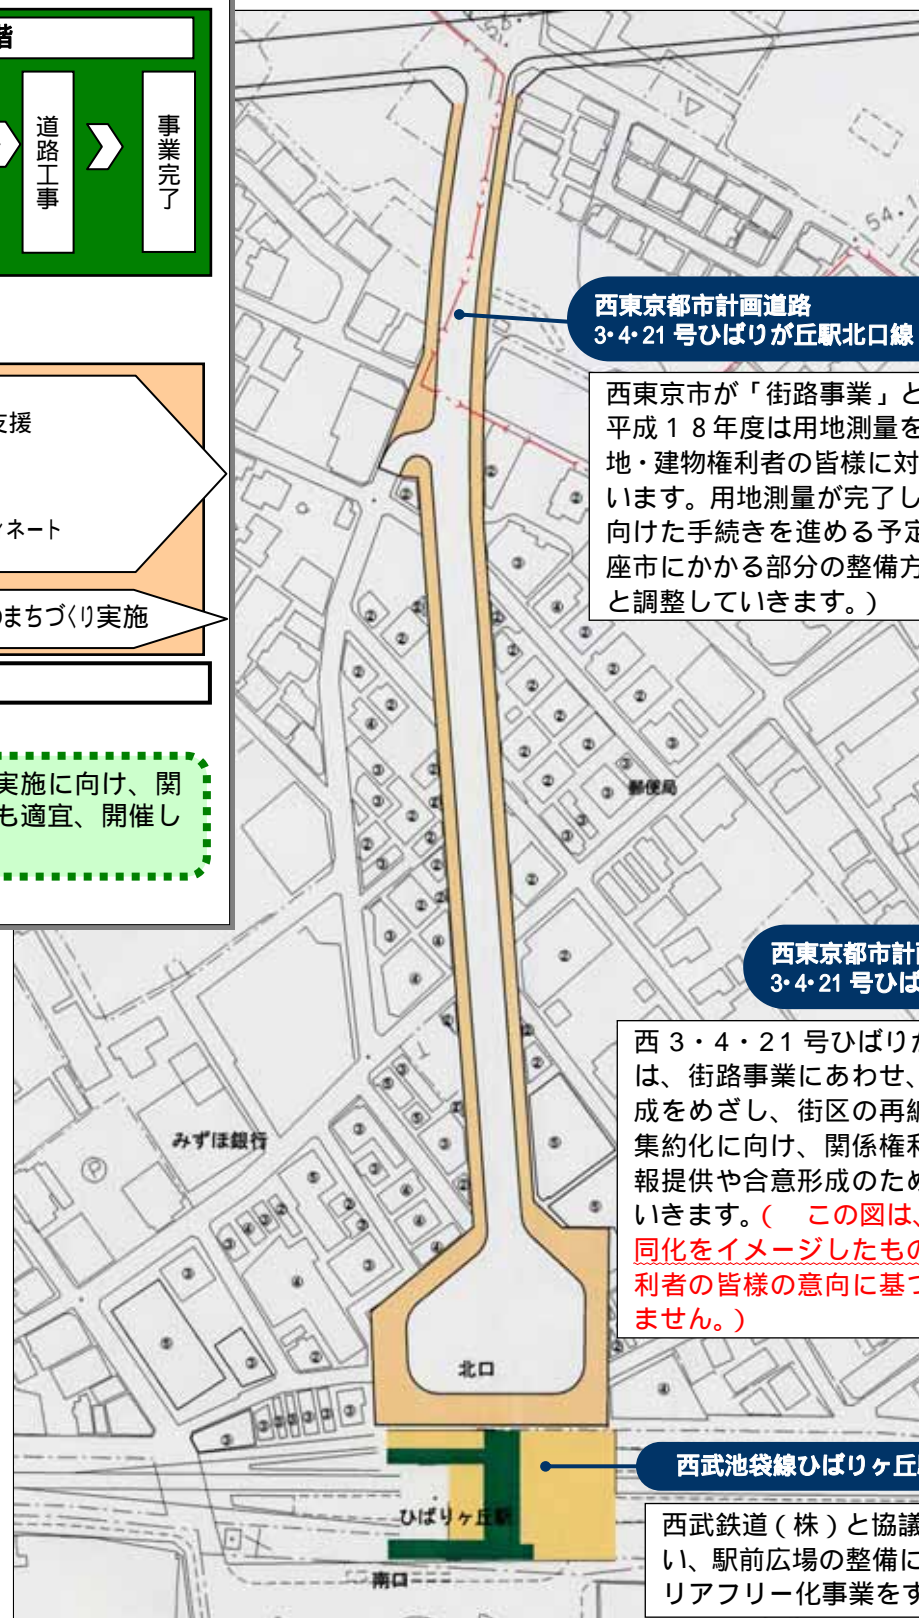 階
道路工事
事業完了
支援
ィネート
のまちづくり実施
実施に向け、関
も適宜、開催し
54.1
西東京都市計画道路
3・4・21 号ひばりが丘駅北口線
西東京市が「街路事業」と
平成18年度は用地測量を
地・建物権利者の皆様に対
います。用地測量が完了し
向けた手続きを進める予定
座市にかかる部分の整備方
と調整していきます。)
郵便局
西東京都市計画
3・4・21 号ひば
西3・4・21号ひばりが
は、街路事業にあわせ、
成をめざし、街区の再編
集約化に向け、関係権利
報提供や合意形成のため
いきます。( この図は、
同化をイメージしたもの
利者の皆様の意向に基づ
ません。)
みずほ銀行
北口
西武池袋線ひばりヶ丘
ひばりヶ丘駅
西武鉄道(株)と協議
い、駅前広場の整備に
リアフリー化事業をす
南口